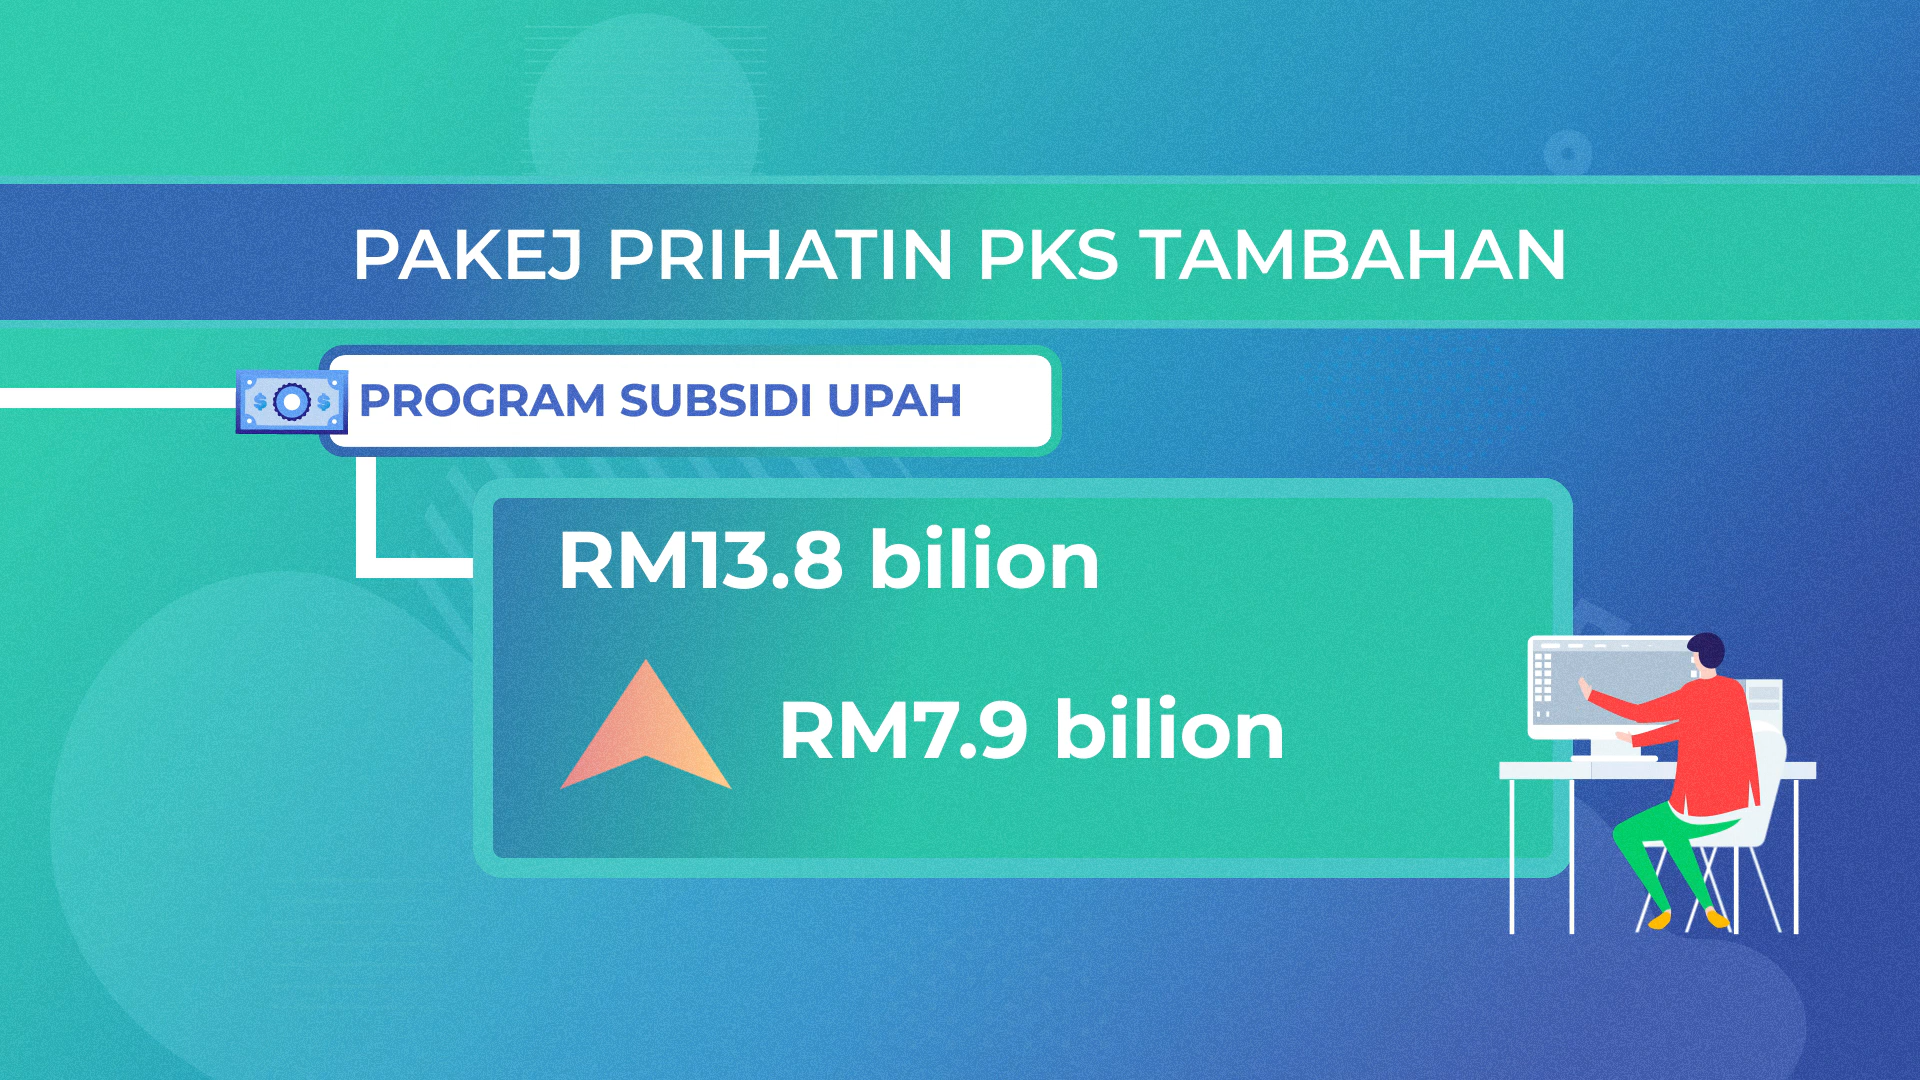 PAKEJ PRIHATIN PKS TAMBAHAN
PROGRAM SUBSIDI UPAH
RM13.8 bilion
RM7.9 bilion